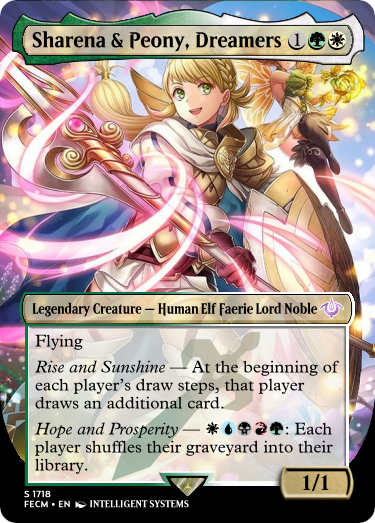 Sharena & Peony, Dreamers 1
Legendary Creature — Human Elf Faerie Lord Noble
Flying
Rise and Sunshine — At the beginning of
each player's draw steps, that player
draws an additional card.
Hope and Prosperity — : Each
player shuffles their graveyard into their
library.
1/1
S 1718
FECM • EN INTELLIGENT SYSTEMS